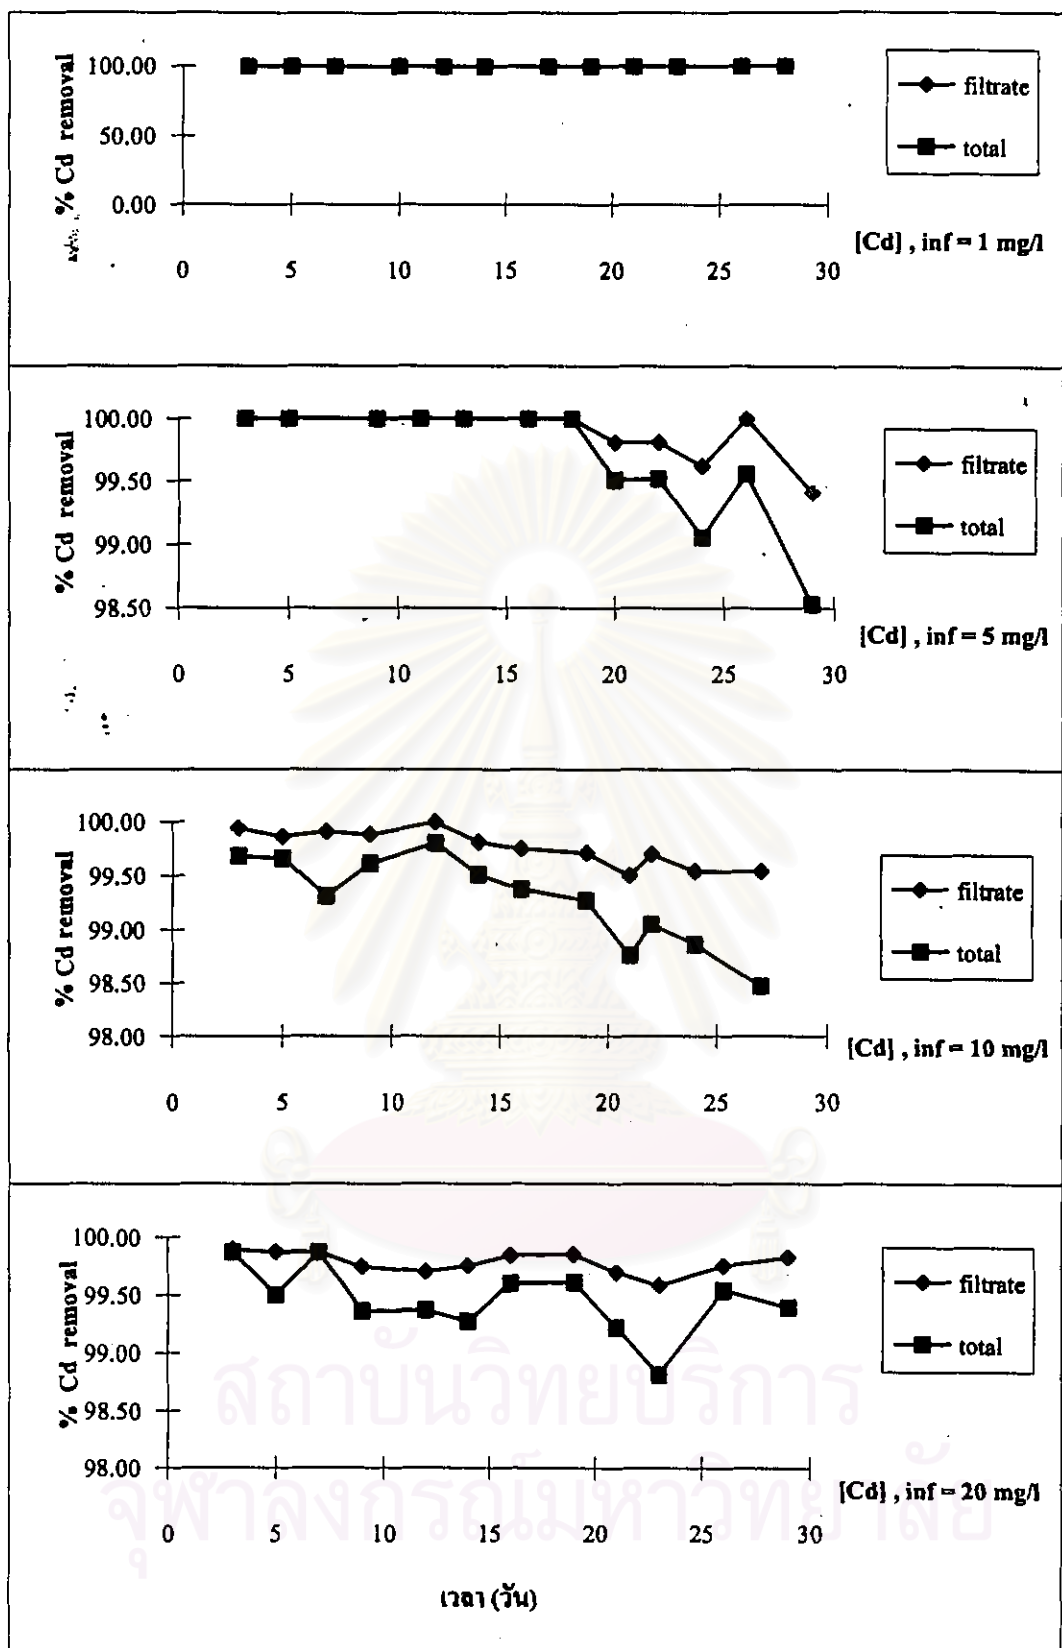 % Cd removal
100.00
50.00
0.00
0 5 10 15 20 25 30
filtrate
total
[Cd] , inf = 1 mg/l
% Cd removal
100.00
99.50
99.00
98.50
0 5 10 15 20 25 30
filtrate
total
[Cd] , inf = 5 mg/l
% Cd removal
100.00
99.50
99.00
98.50
98.00
0 5 10 15 20 25 30
filtrate
total
[Cd] , inf = 10 mg/l
% Cd removal
100.00
99.50
99.00
98.50
98.00
0 5 10 15 20 25 30
filtrate
total
[Cd] , inf = 20 mg/l
สถาบันวิทยบริการ
จุฬาลงกรณ์มหาวิทยาลัย
เวลา (วัน)